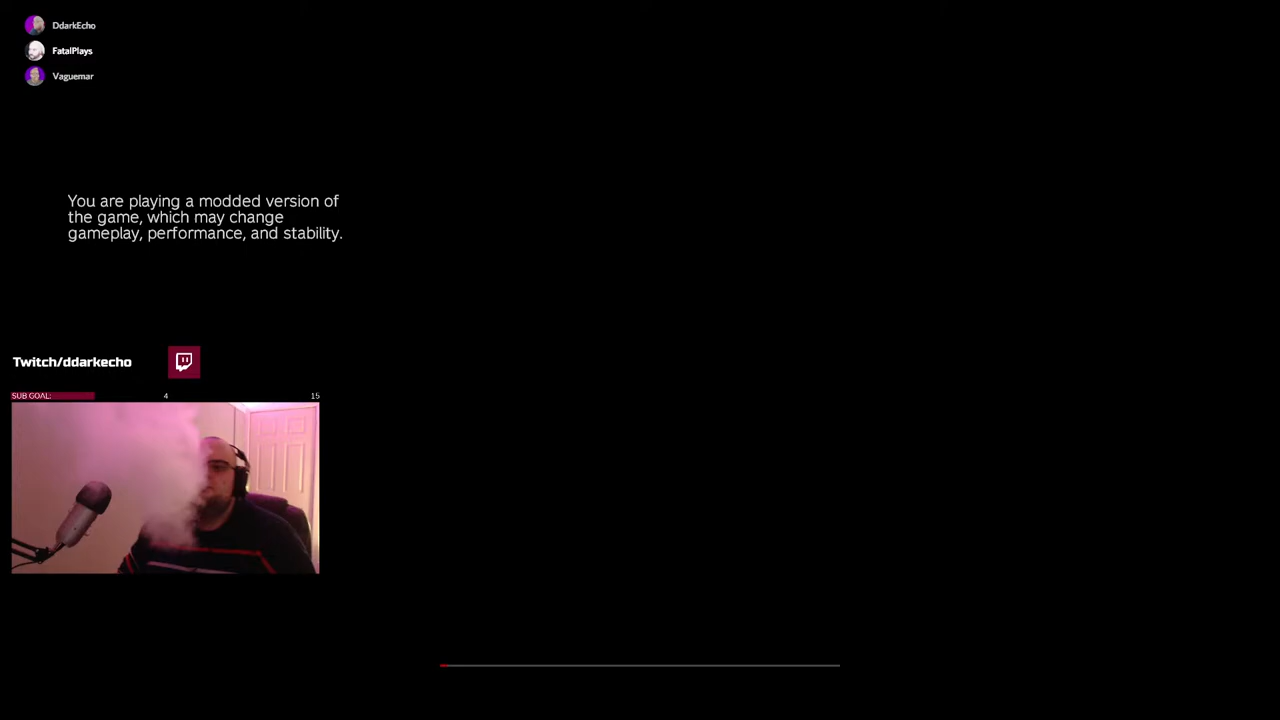 DdarkEcho
FatalPlays
Vaguemar
You are playing a modded version of
the game, which may change
gameplay, performance, and stability.
Twitch/ddarkecho
SUB GOAL: 4 15